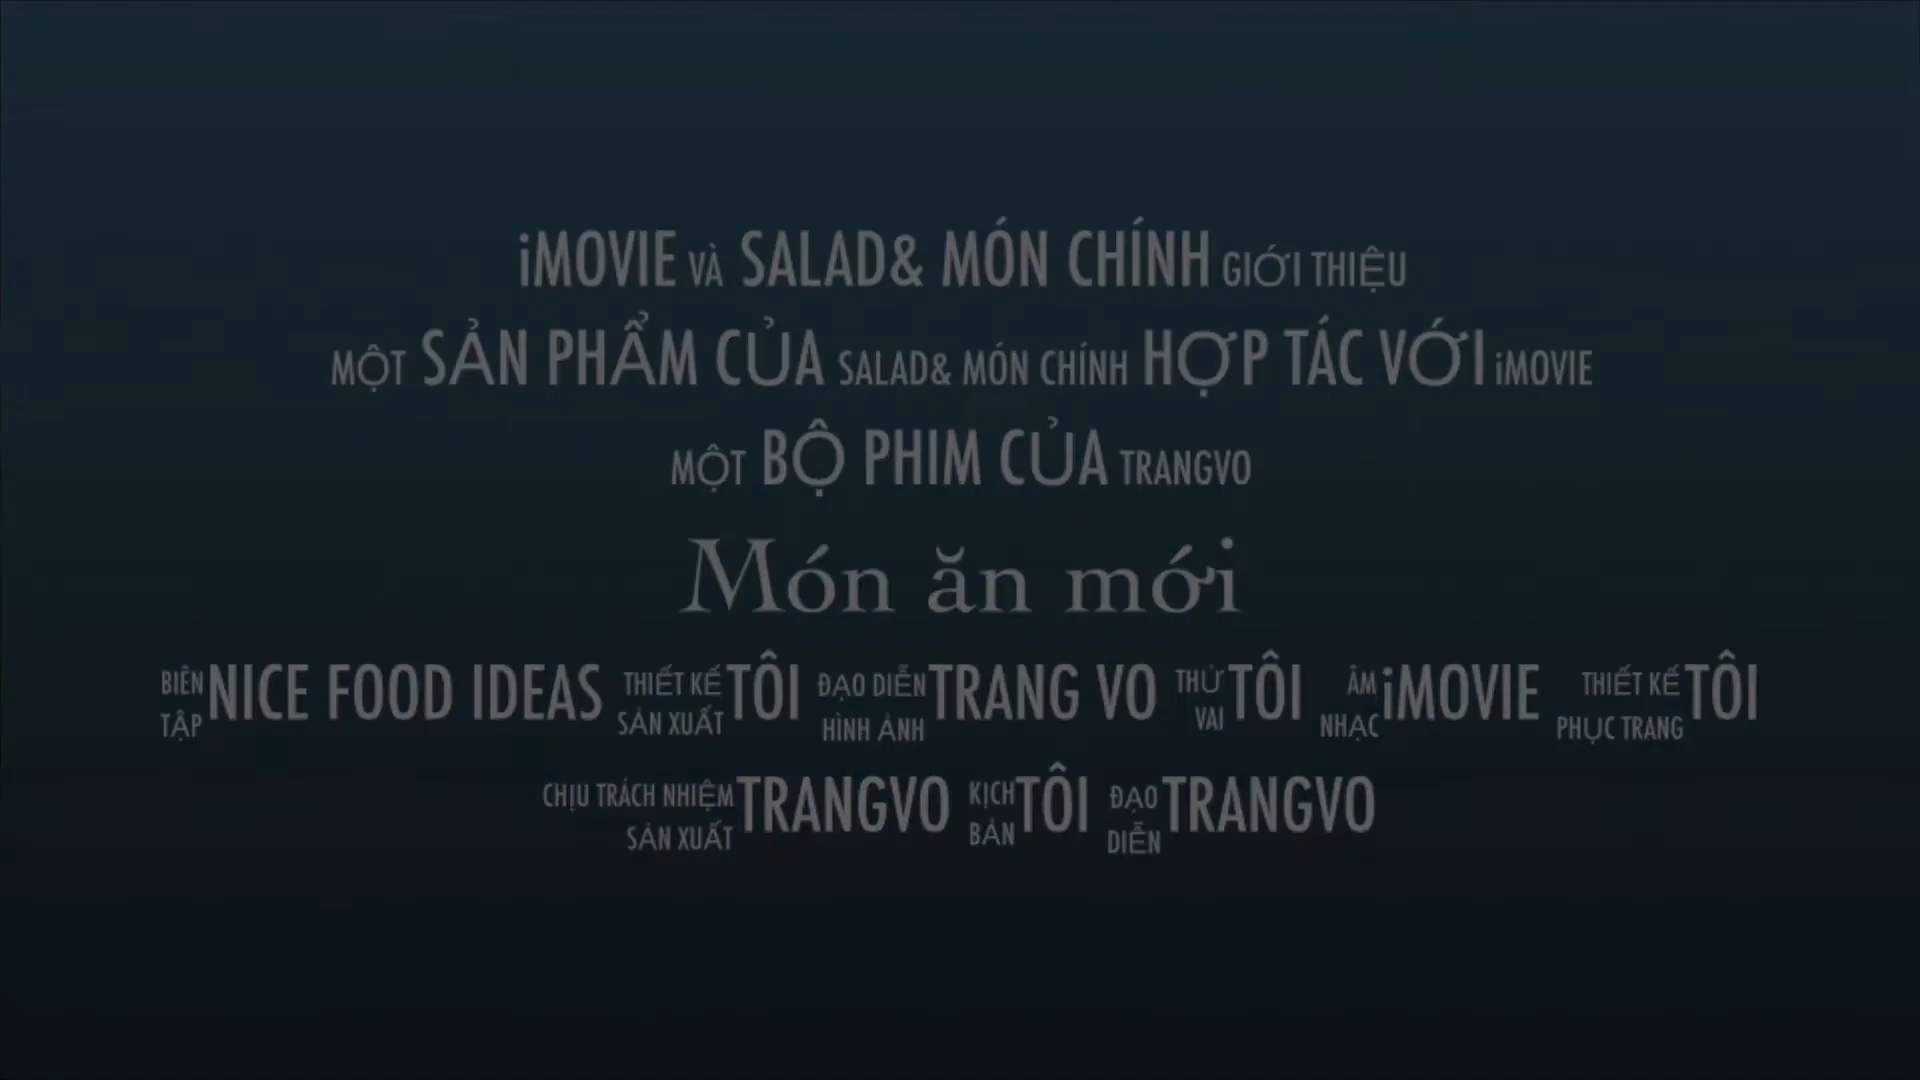 iMOVIE VÀ SALAD& MÓN CHÍNH GIỚI THIỆU
MỘT SẢN PHẨM CỦA SALAD& MÓN CHÍNH HỢP TÁC VỚI iMOVIE
MỘT BỘ PHIM CỦA TRANGVO
Món ăn mới
BIÊN TẬP NICE FOOD IDEAS THIẾT KẾ SẢN XUẤT TÔI ĐẠO DIỄN HÌNH ẢNH TRANG VO THỬ VAI TÔI ÂM NHẠC iMOVIE THIẾT KẾ PHỤC TRANG TÔI
CHỊU TRÁCH NHIỆM SẢN XUẤT TRANGVO KỊCH BẢN TÔI ĐẠO DIỄN TRANGVO